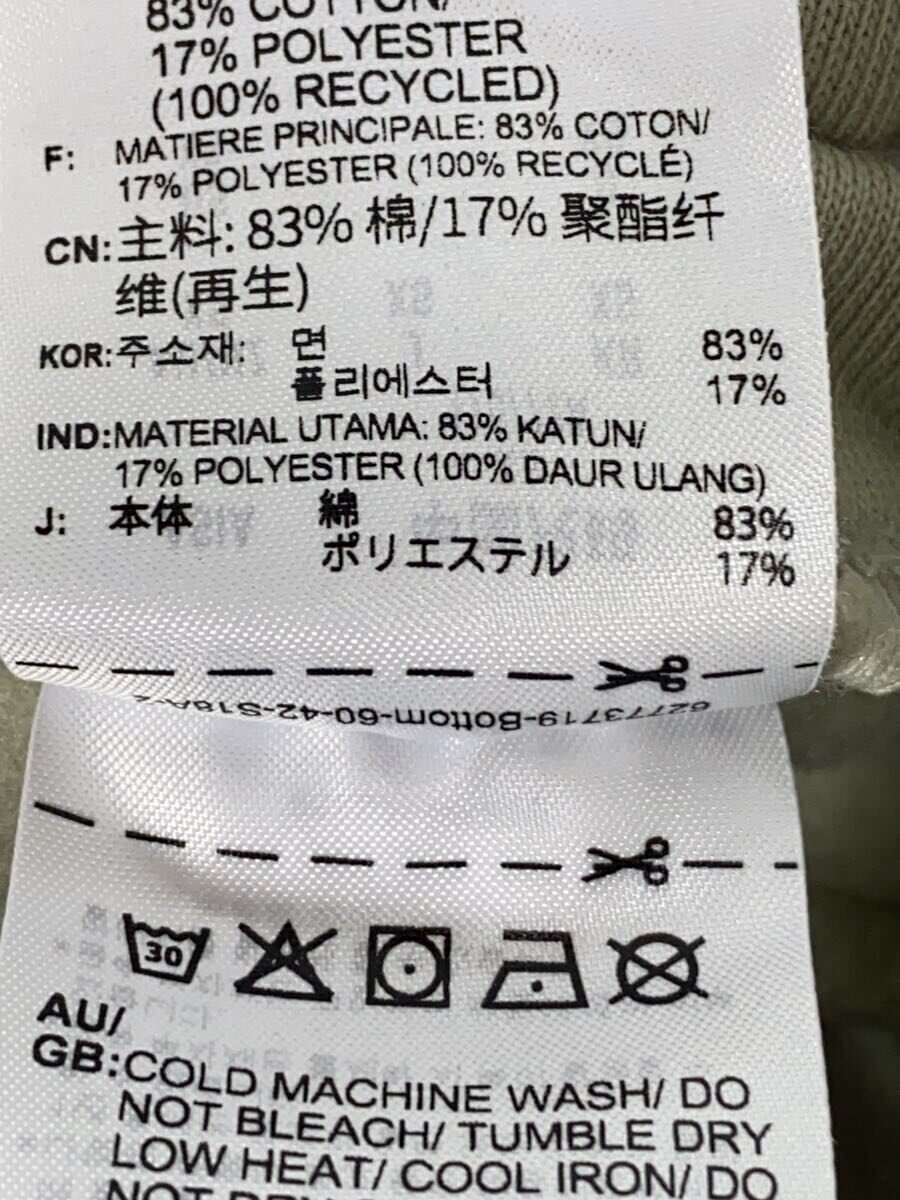 83% COTTON/
17% POLYESTER
(100% RECYCLED)
F: MATIERE PRINCIPALE: 83% COTON/
17% POLYESTER (100% RECYCLÉ)
CN: 主料: 83% 棉/17% 聚酯纤
维(再生)
KOR: 주소재: 면 83%
폴리에스터 17%
IND: MATERIAL UTAMA: 83% KATUN/
17% POLYESTER (100% DAUR ULANG)
J: 本体 綿 83%
ポリエステル 17%
62773719-Bottom-60-42-S18A-2
30
AU/
GB: COLD MACHINE WASH/ DO
NOT BLEACH/ TUMBLE DRY
LOW HEAT/ COOL IRON/ DO
NOT DRY